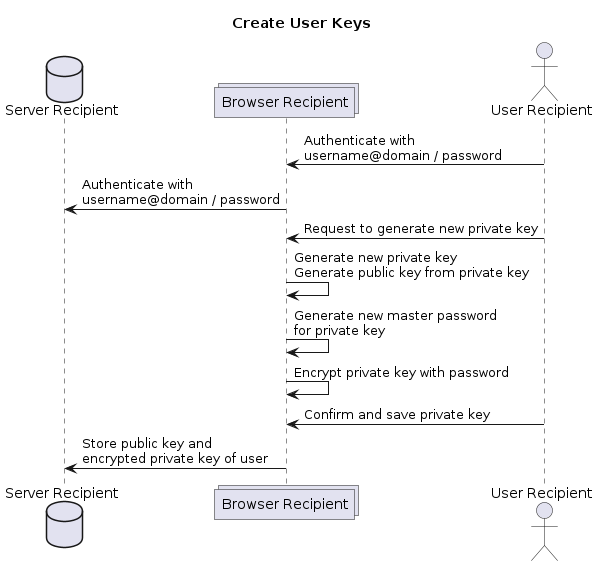 Create User Keys
Server Recipient
Browser Recipient
User Recipient
Authenticate with
username@domain / password
Authenticate with
username@domain / password
Request to generate new private key
Generate new private key
Generate public key from private key
Generate new master password
for private key
Encrypt private key with password
Confirm and save private key
Store public key and
encrypted private key of user
Server Recipient
Browser Recipient
User Recipient